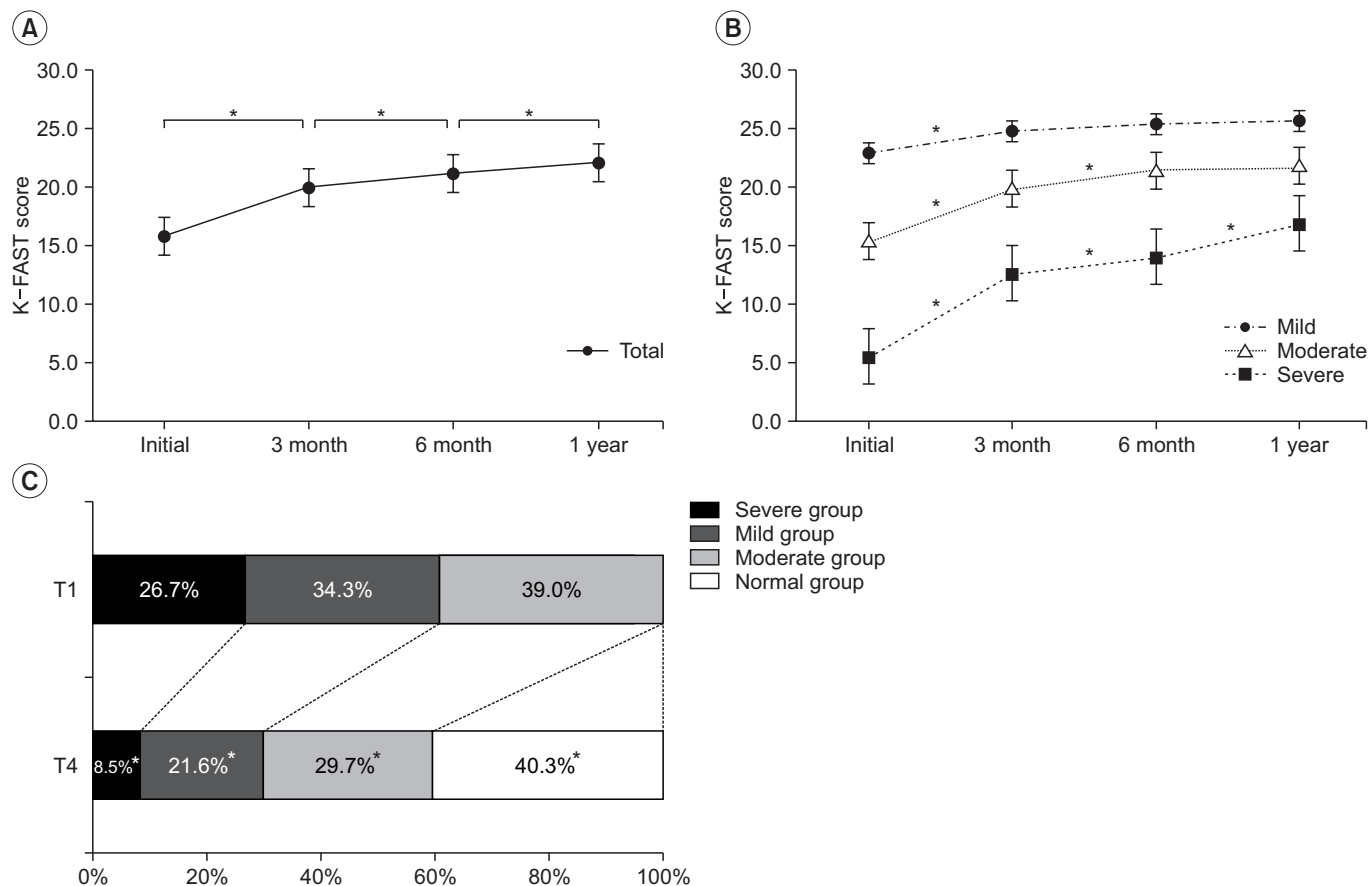 A
30.0
25.0
20.0
15.0
10.0
5.0
0.0
K-FAST score
* * *
Total
Initial 3 month 6 month 1 year
B
30.0
25.0
20.0
15.0
10.0
5.0
0.0
K-FAST score
*
* *
* * *
Mild
Moderate
Severe
Initial 3 month 6 month 1 year
C
Severe group
Mild group
Moderate group
Normal group
T1 26.7% 34.3% 39.0%
T4 8.5%* 21.6%* 29.7%* 40.3%*
0% 20% 40% 60% 80% 100%